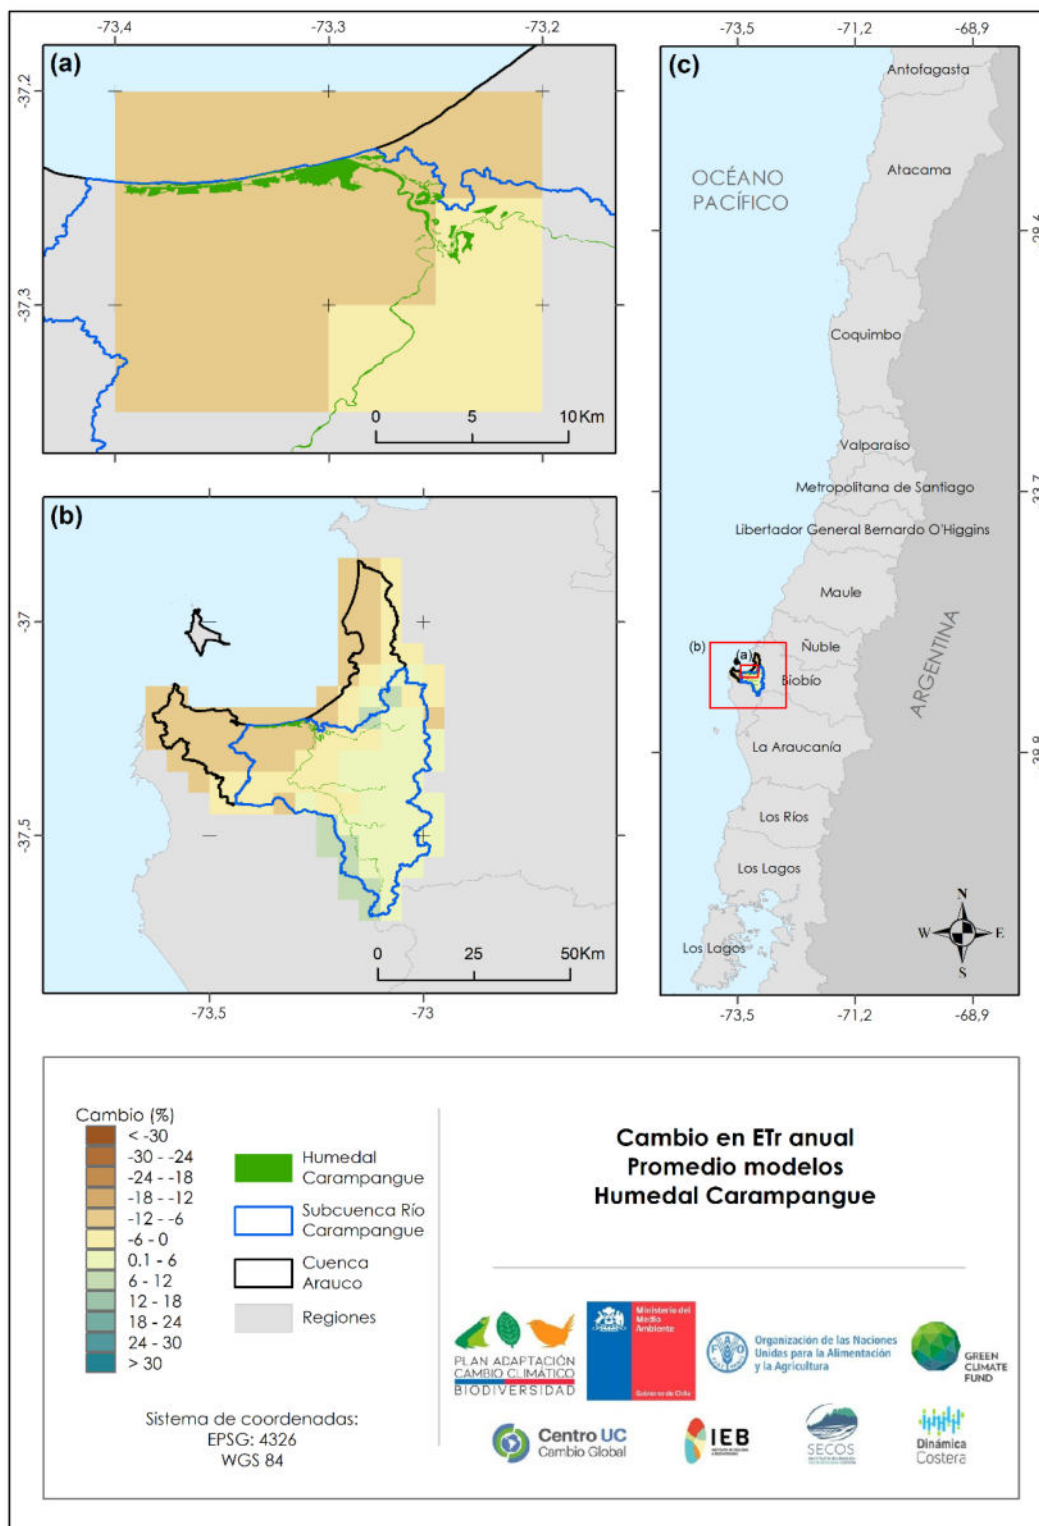 -73,4 -73,3 -73,2
(a)
-37,2
-37,3
0 5 10 Km
(b)
-37
-37,5
0 25 50 Km
-73,5 -73
-73,5 -71,2 -68,9
(c)
Antofagasta
Atacama
OCÉANO
PACÍFICO
Coquimbo
Valparaíso
Metropolitana de Santiago
-33,7
Libertador General Bernardo O'Higgins
Maule
Ñuble
(b)
(a)
Biobío
ARGENTINA
La Araucanía
Los Ríos
Los Lagos
Los Lagos
N
W E
S
-73,5 -71,2 -68,9
Cambio (%)
< -30
-30 - -24
-24 - -18
-18 - -12
-12 - -6
-6 - 0
0.1 - 6
6 - 12
12 - 18
18 - 24
24 - 30
> 30
Humedal
Carampangue
Subcuenca Río
Carampangue
Cuenca
Arauco
Regiones
Sistema de coordenadas:
EPSG: 4326
WGS 84
Cambio en ETr anual
Promedio modelos
Humedal Carampangue
PLAN ADAPTACIÓN
CAMBIO CLIMÁTICO
BIODIVERSIDAD
Ministerio del
Medio
Ambiente
Gobierno de Chile
FAO
Organización de las Naciones
Unidas para la Alimentación
y la Agricultura
GREEN
CLIMATE
FUND
Centro UC
Cambio Global
IEB
SECOS
Dinámica
Costera